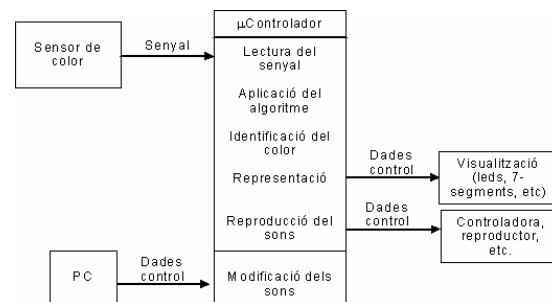 µControlador
Sensor de
color
Senyal
Lectura del
senyal
Aplicació del
algoritme
Identificació del
color
Representació
Dades
control
Visualització
(leds, 7-
segments, etc)
Reproducció del
sons
Dades
control
Controladora,
reproductor,
etc.
PC
Dades
control
Modificació dels
sons